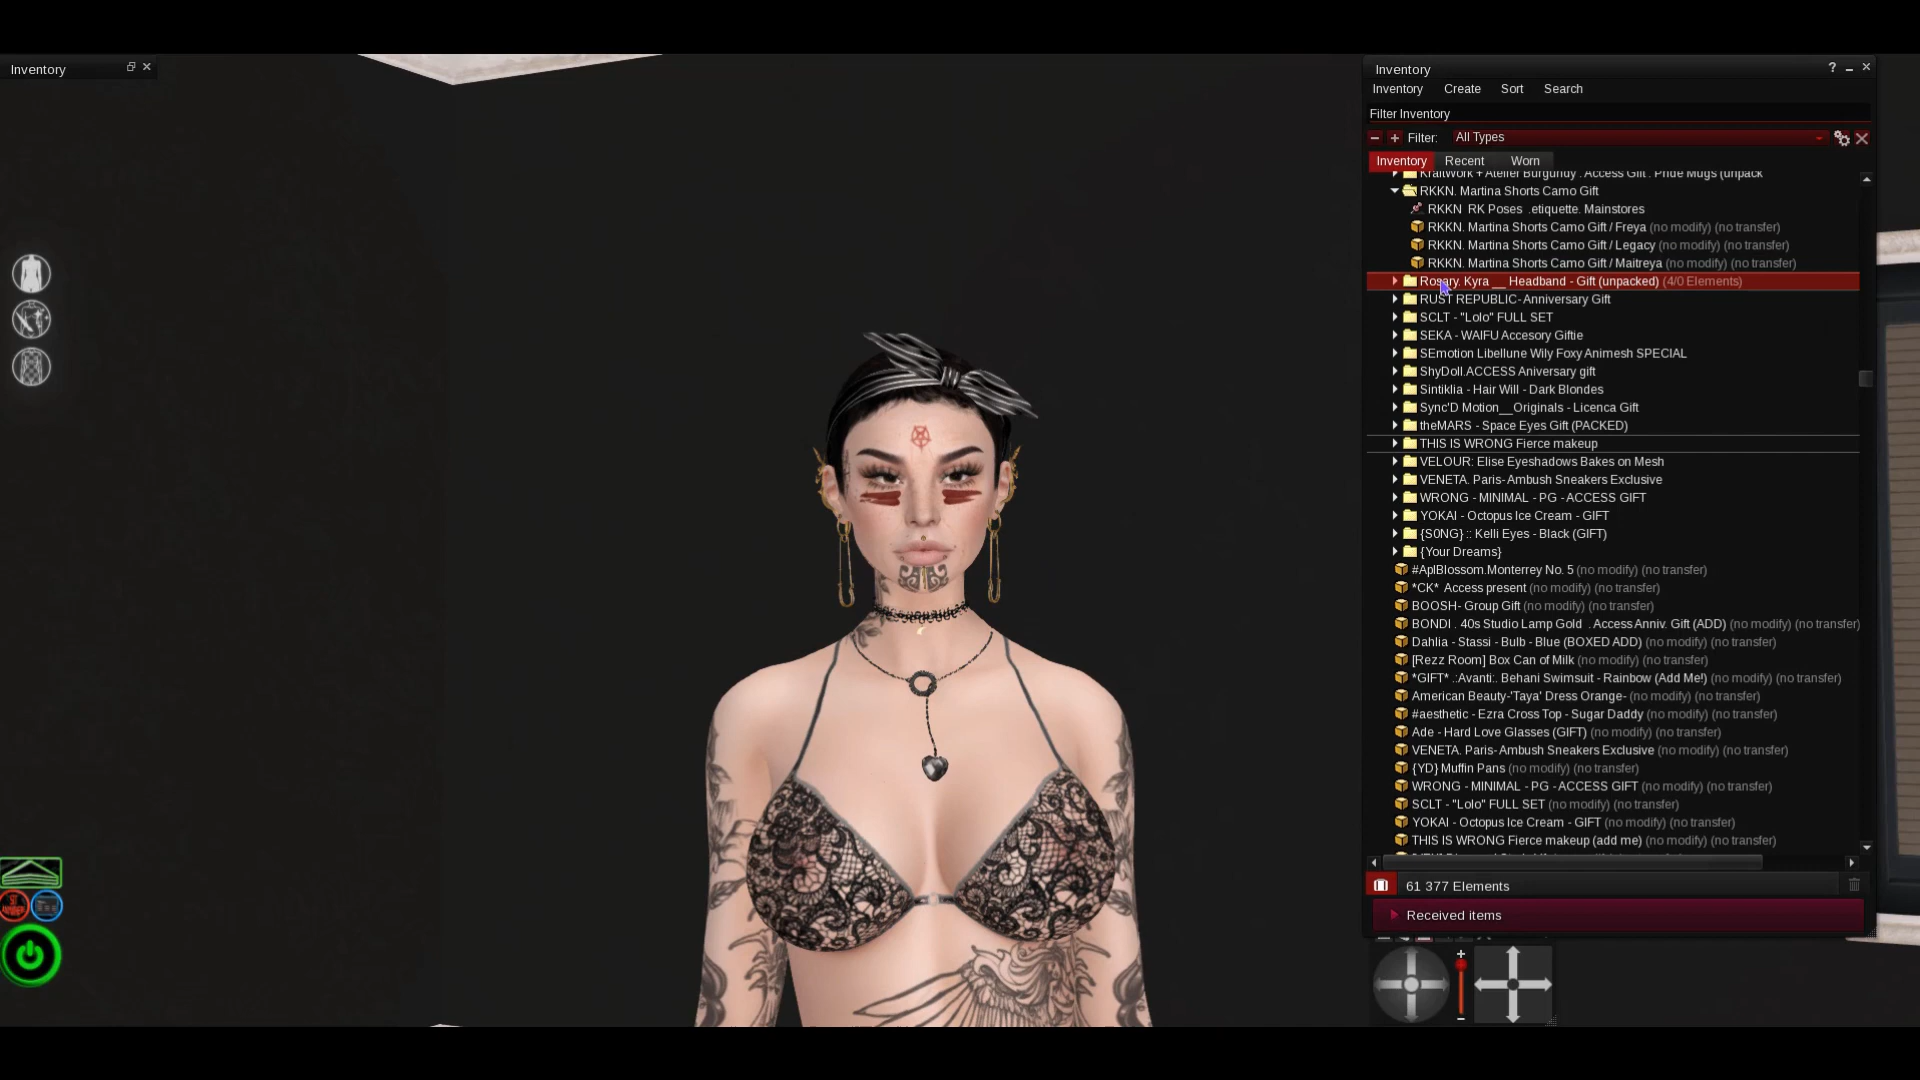 Inventory
Inventory
Inventory Create Sort Search
Filter Inventory
Filter: All Types
Inventory Recent Worn
KraftWork + Atelier Burgundy . Access Gift . Pride Mugs (unpack
RKKN. Martina Shorts Camo Gift
RKKN RK Poses .etiquette. Mainstores
RKKN. Martina Shorts Camo Gift / Freya (no modify) (no transfer)
RKKN. Martina Shorts Camo Gift / Legacy (no modify) (no transfer)
RKKN. Martina Shorts Camo Gift / Maitreya (no modify) (no transfer)
Rosary. Kyra __ Headband - Gift (unpacked) (4/0 Elements)
RUST REPUBLIC- Anniversary Gift
SCLT - "Lolo" FULL SET
SEKA - WAIFU Accesory Giftie
SEmotion Libellune Wily Foxy Animesh SPECIAL
ShyDoll.ACCESS Aniversary gift
Sintiklia - Hair Will - Dark Blondes
Sync'D Motion__Originals - Licenca Gift
theMARS - Space Eyes Gift (PACKED)
THIS IS WRONG Fierce makeup
VELOUR: Elise Eyeshadows Bakes on Mesh
VENETA. Paris- Ambush Sneakers Exclusive
WRONG - MINIMAL - PG - ACCESS GIFT
YOKAI - Octopus Ice Cream - GIFT
{S0NG} :: Kelli Eyes - Black (GIFT)
{Your Dreams}
#AplBlossom.Monterrey No. 5 (no modify) (no transfer)
*CK* Access present (no modify) (no transfer)
BOOSH- Group Gift (no modify) (no transfer)
BONDI . 40s Studio Lamp Gold . Access Anniv. Gift (ADD) (no modify) (no transfer)
Dahlia - Stassi - Bulb - Blue (BOXED ADD) (no modify) (no transfer)
[Rezz Room] Box Can of Milk (no modify) (no transfer)
*GIFT* .:Avanti:. Behani Swimsuit - Rainbow (Add Me!) (no modify) (no transfer)
American Beauty-'Taya' Dress Orange- (no modify) (no transfer)
#aesthetic - Ezra Cross Top - Sugar Daddy (no modify) (no transfer)
Ade - Hard Love Glasses (GIFT) (no modify) (no transfer)
VENETA. Paris- Ambush Sneakers Exclusive (no modify) (no transfer)
{YD} Muffin Pans (no modify) (no transfer)
WRONG - MINIMAL - PG - ACCESS GIFT (no modify) (no transfer)
SCLT - "Lolo" FULL SET (no modify) (no transfer)
YOKAI - Octopus Ice Cream - GIFT (no modify) (no transfer)
THIS IS WRONG Fierce makeup (add me) (no modify) (no transfer)
61 377 Elements
Received items